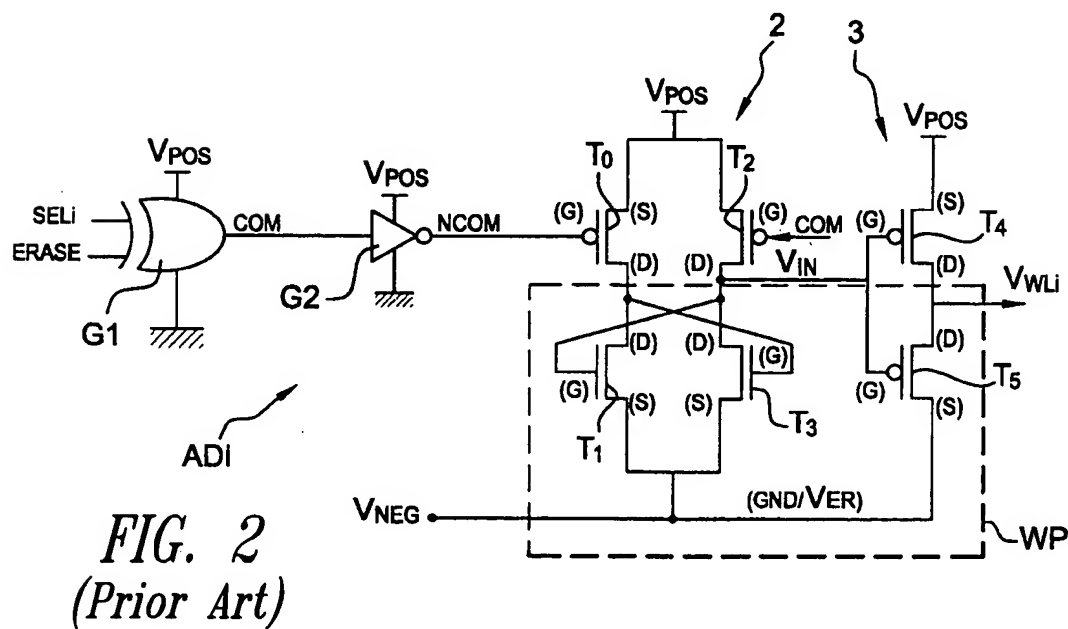 2
3
VPOS
VPOS
VPOS
VPOS
T0
T2
SELi
ERASE
COM
NCOM
(G)
(S)
(G)
COM
(G)
(S)
T4
G1
G2
(D)
(D)
VIN
(D)
VWLi
(D)
(D)
(G)
(D)
(G)
(S)
(S)
(G)
(S)
T5
T1
T3
ADi
VNEG
(GND/VER)
WP
FIG. 2
(Prior Art)